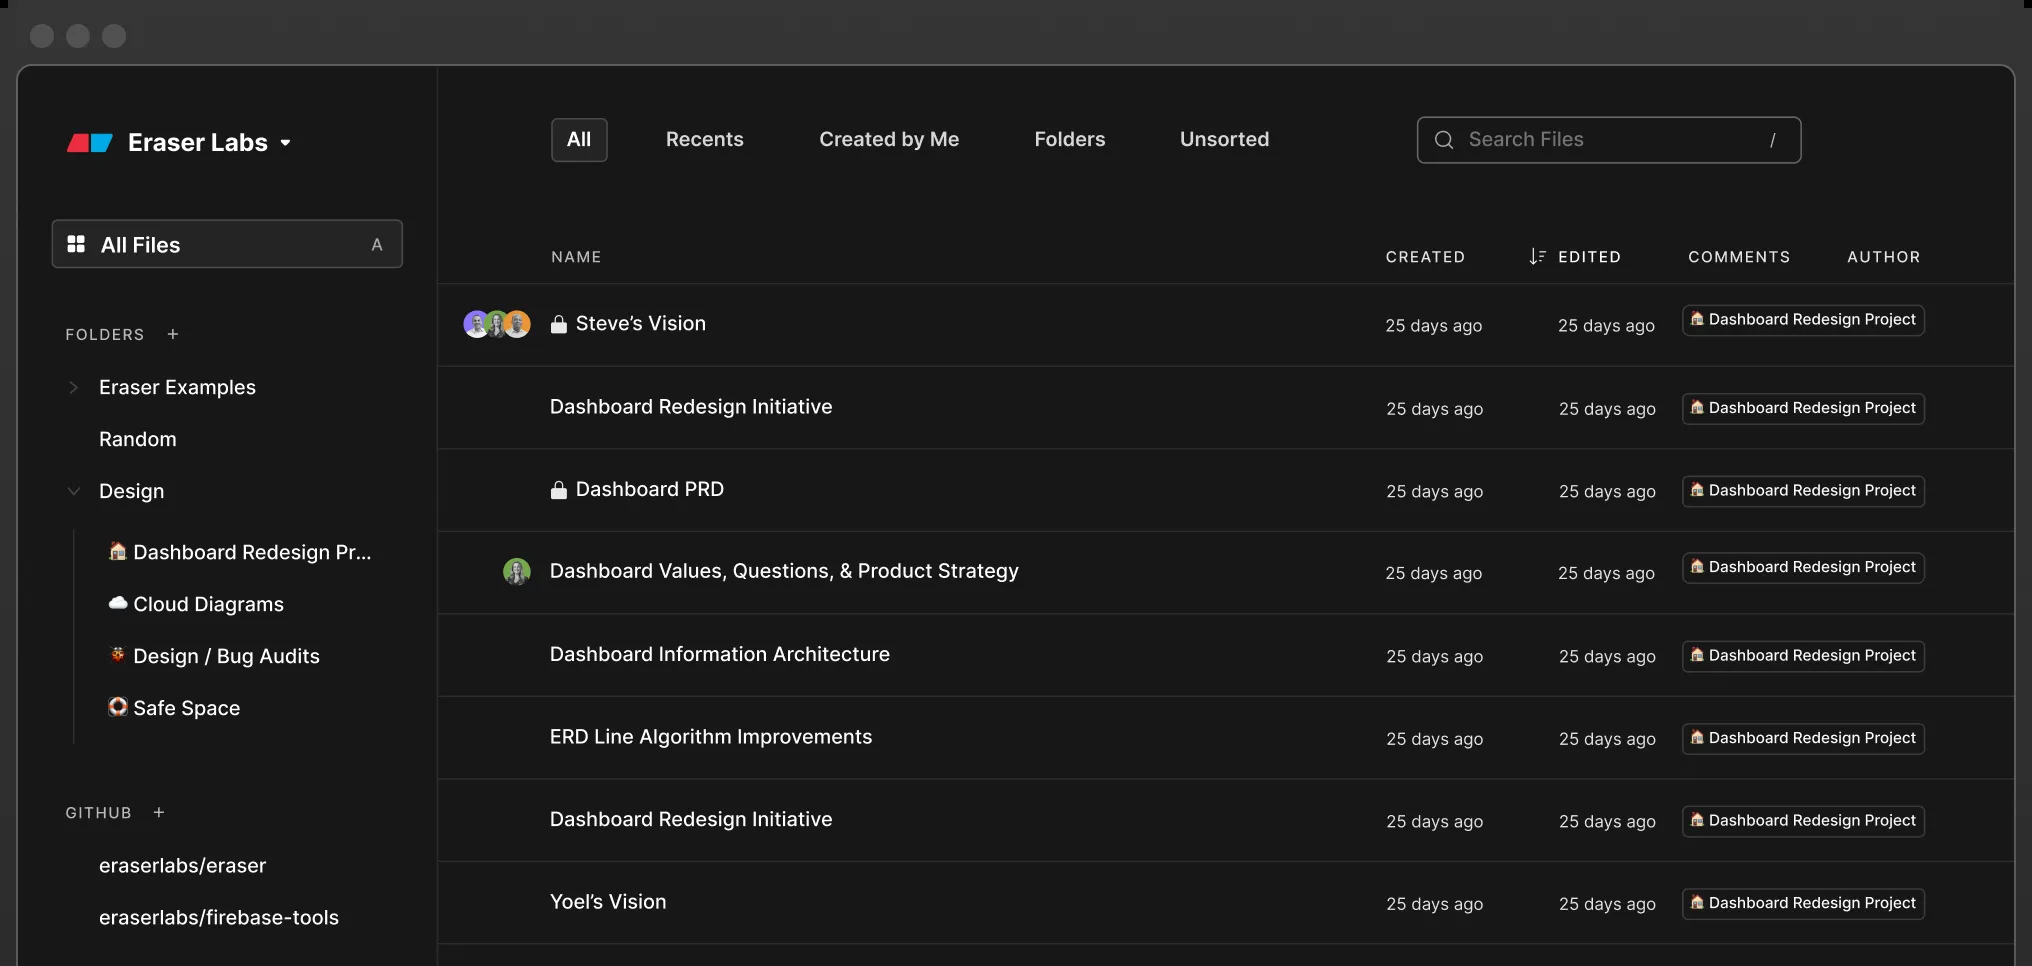 Eraser Labs
All Files A
FOLDERS +
Eraser Examples
Random
Design
Dashboard Redesign Pr...
Cloud Diagrams
Design / Bug Audits
Safe Space
GITHUB +
eraserlabs/eraser
eraserlabs/firebase-tools
All Recents Created by Me Folders Unsorted Search Files /
NAME CREATED EDITED COMMENTS AUTHOR
Steve’s Vision 25 days ago 25 days ago Dashboard Redesign Project
Dashboard Redesign Initiative 25 days ago 25 days ago Dashboard Redesign Project
Dashboard PRD 25 days ago 25 days ago Dashboard Redesign Project
Dashboard Values, Questions, & Product Strategy 25 days ago 25 days ago Dashboard Redesign Project
Dashboard Information Architecture 25 days ago 25 days ago Dashboard Redesign Project
ERD Line Algorithm Improvements 25 days ago 25 days ago Dashboard Redesign Project
Dashboard Redesign Initiative 25 days ago 25 days ago Dashboard Redesign Project
Yoel’s Vision 25 days ago 25 days ago Dashboard Redesign Project